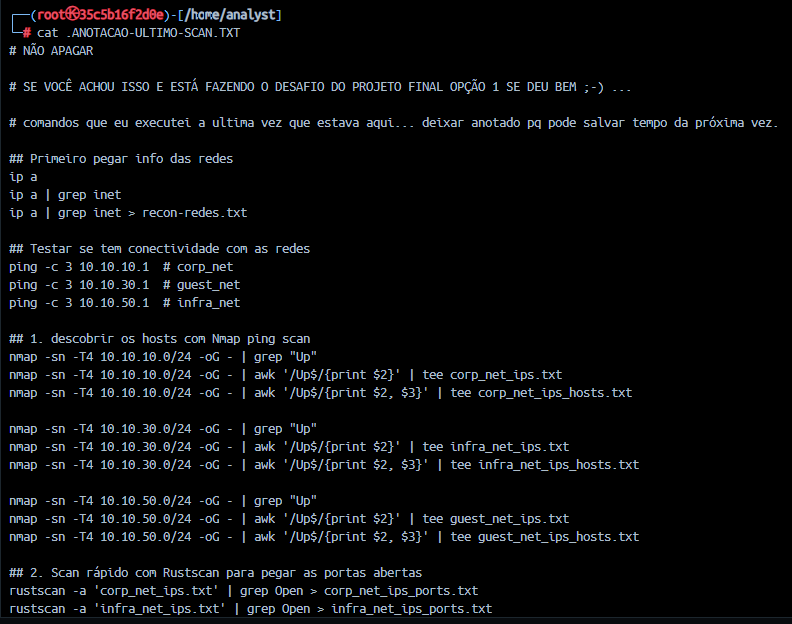 ┌──(root㉿35c5b16f2d0e)-[/home/analyst]
└─# cat .ANOTACAO-ULTIMO-SCAN.TXT
# NÃO APAGAR

# SE VOCÊ ACHOU ISSO E ESTÁ FAZENDO O DESAFIO DO PROJETO FINAL OPÇÃO 1 SE DEU BEM ;-) ...

# comandos que eu executei a ultima vez que estava aqui... deixar anotado pq pode salvar tempo da próxima vez.

## Primeiro pegar info das redes
ip a
ip a | grep inet
ip a | grep inet > recon-redes.txt

## Testar se tem conectividade com as redes
ping -c 3 10.10.10.1  # corp_net
ping -c 3 10.10.30.1  # guest_net
ping -c 3 10.10.50.1  # infra_net

## 1. descobrir os hosts com Nmap ping scan
nmap -sn -T4 10.10.10.0/24 -oG - | grep "Up"
nmap -sn -T4 10.10.10.0/24 -oG - | awk '/Up$/{print $2}' | tee corp_net_ips.txt
nmap -sn -T4 10.10.10.0/24 -oG - | awk '/Up$/{print $2, $3}' | tee corp_net_ips_hosts.txt

nmap -sn -T4 10.10.30.0/24 -oG - | grep "Up"
nmap -sn -T4 10.10.30.0/24 -oG - | awk '/Up$/{print $2}' | tee infra_net_ips.txt
nmap -sn -T4 10.10.30.0/24 -oG - | awk '/Up$/{print $2, $3}' | tee infra_net_ips_hosts.txt

nmap -sn -T4 10.10.50.0/24 -oG - | grep "Up"
nmap -sn -T4 10.10.50.0/24 -oG - | awk '/Up$/{print $2}' | tee guest_net_ips.txt
nmap -sn -T4 10.10.50.0/24 -oG - | awk '/Up$/{print $2, $3}' | tee guest_net_ips_hosts.txt

## 2. Scan rápido com Rustscan para pegar as portas abertas
rustscan -a 'corp_net_ips.txt' | grep Open > corp_net_ips_ports.txt
rustscan -a 'infra_net_ips.txt' | grep Open > infra_net_ips_ports.txt